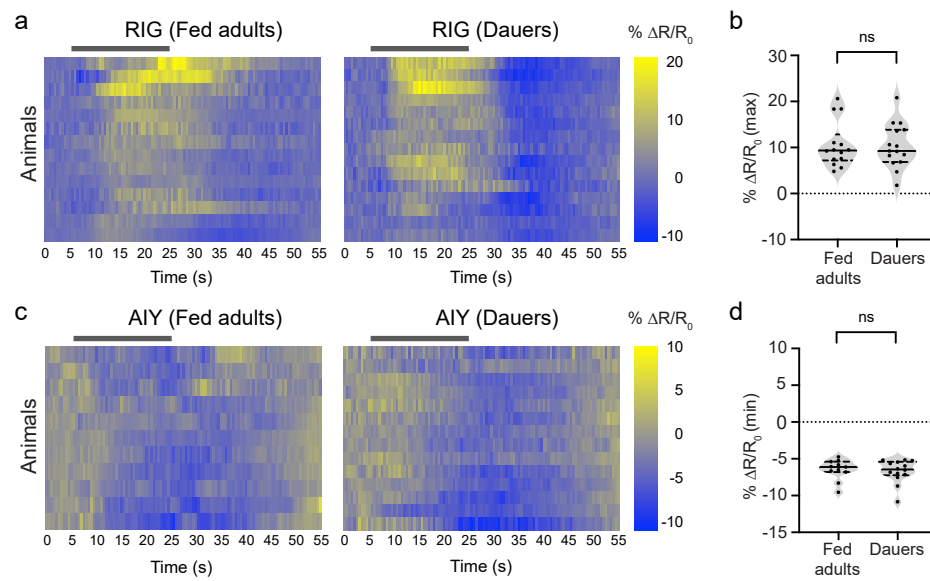 a
RIG (Fed adults)
RIG (Dauers)
% ΔR/R0
20
10
0
-10
Animals
0 5 10 15 20 25 30 35 40 45 50 55
0 5 10 15 20 25 30 35 40 45 50 55
Time (s)
Time (s)
b
ns
% ΔR/R0 (max)
30
20
10
0
-10
Fed adults
Dauers
c
AIY (Fed adults)
AIY (Dauers)
% ΔR/R0
10
5
0
-5
-10
Animals
0 5 10 15 20 25 30 35 40 45 50 55
0 5 10 15 20 25 30 35 40 45 50 55
Time (s)
Time (s)
d
ns
% ΔR/R0 (min)
10
5
0
-5
-10
-15
Fed adults
Dauers